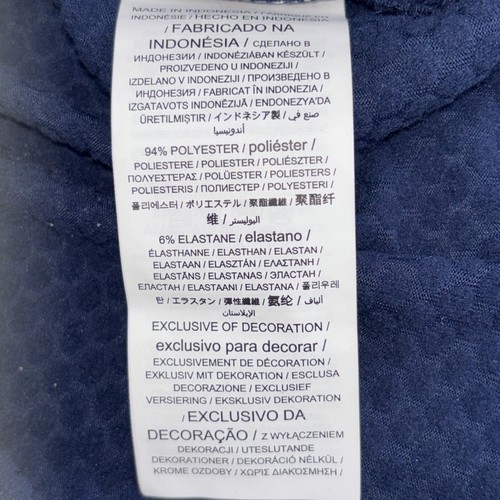 MADE IN INDONESIA / FABRIQUÉ EN
INDONÉSIE / HECHO EN INDONESIA
/ FABRICADO NA
INDONÉSIA / СДЕЛАНО В
ИНДОНЕЗИИ / INDONÉZIÁBAN KÉSZÜLT /
PROIZVEDENO U INDONEZIJI /
IZDELANO V INDONEZIJI / ПРОИЗВЕДЕНО В
ИНДОНЕЗИЯ / FABRICAT ÎN INDONEZIA /
IZGATAVOTS INDONĒZIJĀ / ENDONEZYA'DA
ÜRETILMIŞTIR / インドネシア製 / صنع في
أندونيسيا
94% POLYESTER / poliéster /
POLIESTERE / POLIESTER / POLIÉSZTER /
ΠΟΛΥΕΣΤΕΡΑΣ / POLÜESTER / POLIESTERS /
POLIESTERIS / ПОЛИЕСТЕР / POLYESTERI /
폴리에스터 / ポリエステル / 聚酯纖維 / 聚酯纤
维 / البوليستر
6% ELASTANE / elastano /
ÉLASTHANNE / ELASTHAN / ELASTAN /
ELASTAAN / ELASZTÁN / ΕΛΑΣΤΑΝΗ /
ELASTĀNS / ELASTANAS / ЭЛАСТАН /
ЕЛАСТАН / ELASTAANI / ELASTANA / 폴리우레
탄 / エラスタン / 彈性纖維 / 氨纶 / ألياف
الإيلاستان
EXCLUSIVE OF DECORATION /
exclusivo para decorar /
EXCLUSIVEMENT DE DÉCORATION /
EXKLUSIV MIT DEKORATION / ESCLUSA
DECORAZIONE / EXCLUSIEF
VERSIERING / EKSKLUSIV DEKORATION
/ EXCLUSIVO DA
DECORAÇÃO / Z WYŁĄCZENIEM
DEKORACJI / UTESLUTANDE
DEKORATIONER / DEKORÁCIÓ NÉLKÜL /
KROME OZDOBY / ΧΩΡΙΣ ΔΙΑΚΟΣΜΗΣΗ /